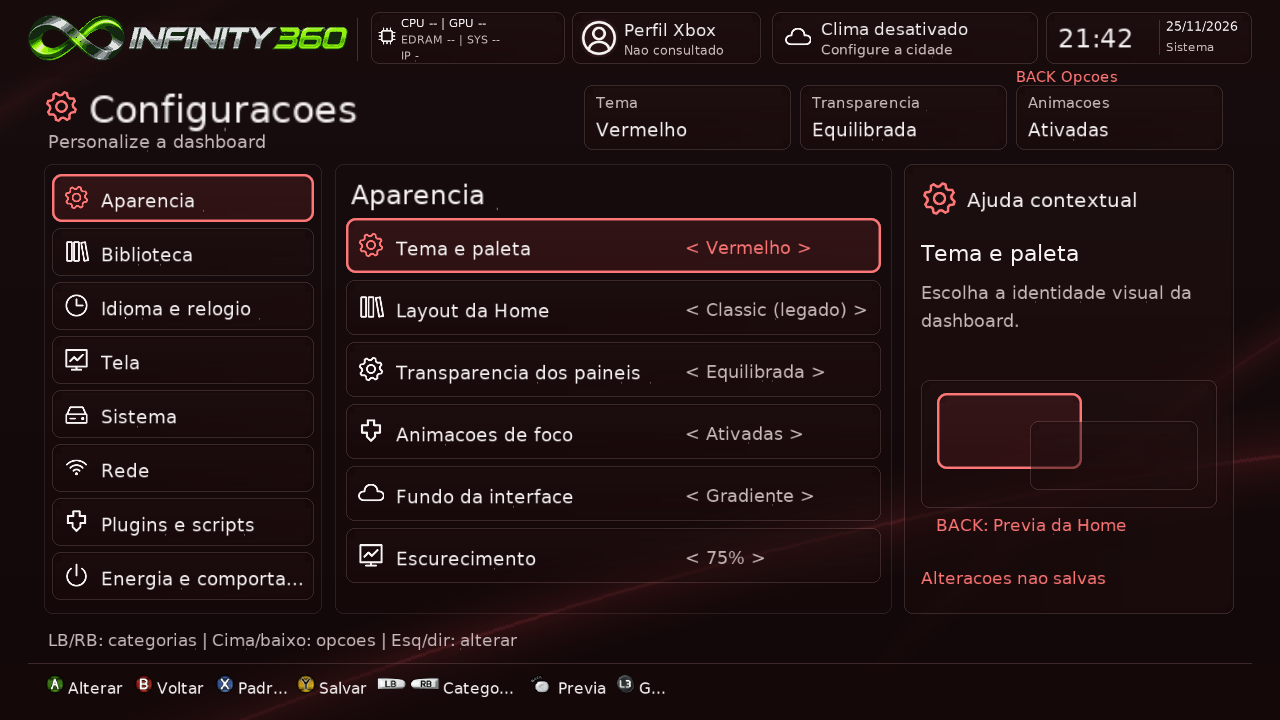 INFINITY 360
CPU -- | GPU --
EDRAM -- | SYS --
IP -
Perfil Xbox
Nao consultado
Clima desativado
Configure a cidade
21:42
25/11/2026
Sistema
BACK Opcoes
Configuracoes
Personalize a dashboard
Tema
Vermelho
Transparencia
Equilibrada
Animacoes
Ativadas
Aparencia
Biblioteca
Idioma e relogio
Tela
Sistema
Rede
Plugins e scripts
Energia e comporta...
Aparencia
Tema e paleta < Vermelho >
Layout da Home < Classic (legado) >
Transparencia dos paineis < Equilibrada >
Animacoes de foco < Ativadas >
Fundo da interface < Gradiente >
Escurecimento < 75% >
Ajuda contextual
Tema e paleta
Escolha a identidade visual da
dashboard.
BACK: Previa da Home
Alteracoes nao salvas
LB/RB: categorias | Cima/baixo: opcoes | Esq/dir: alterar
A Alterar B Voltar X Padr... Y Salvar LB RB Catego... Previa L3 G...